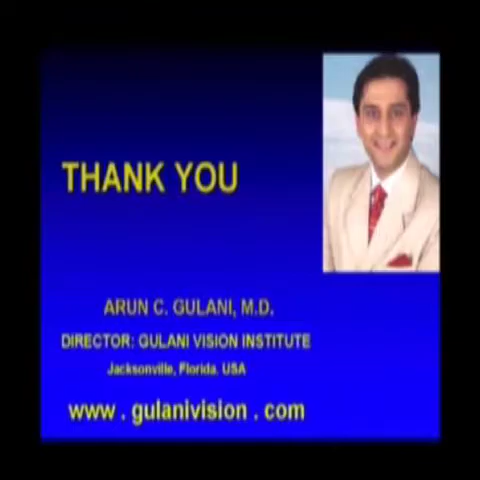 THANK YOU
ARUN C. GULANI, M.D.
DIRECTOR: GULANI VISION INSTITUTE
Jacksonville, Florida. USA
www . gulanivision . com